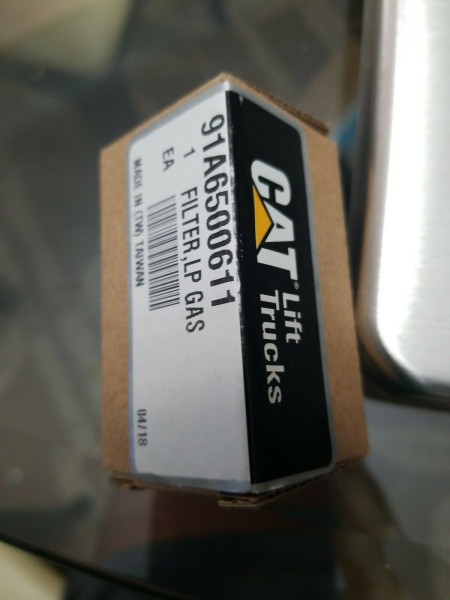 CAT® Lift
Trucks
91A6500611
1 FILTER,LP GAS
EA
MADE IN (TW) TAIWAN
04/18